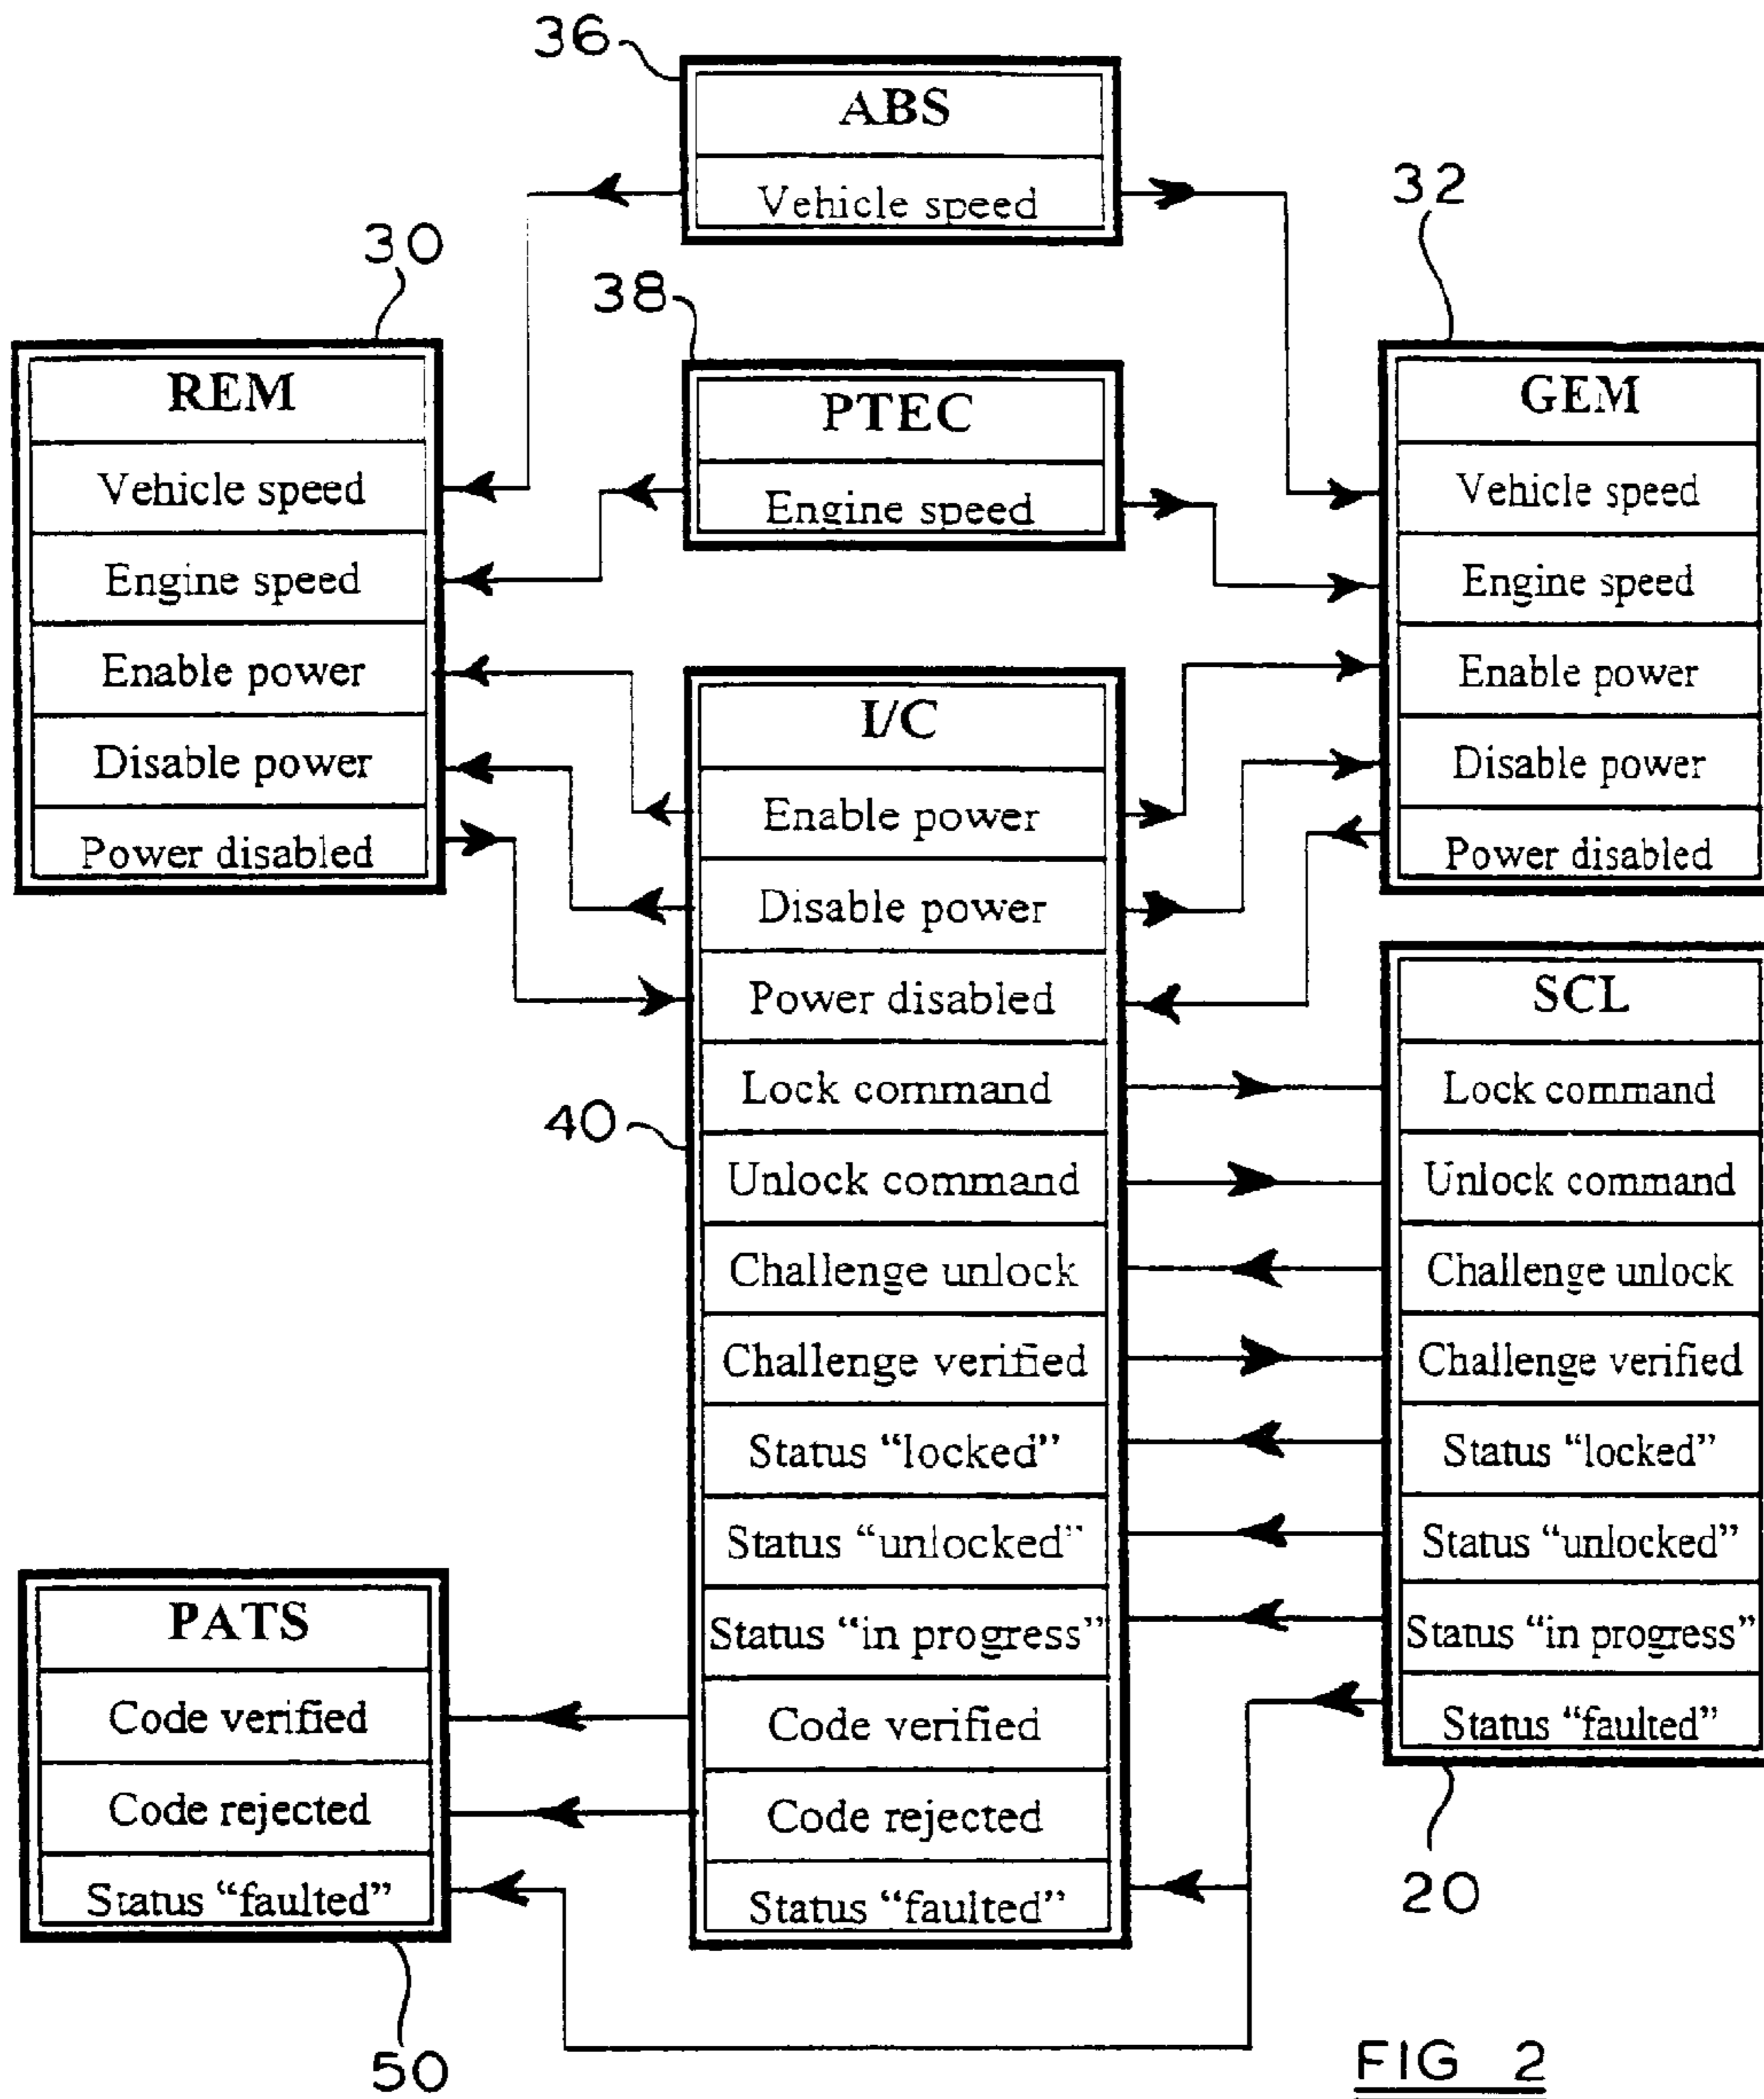 36
ABS
Vehicle speed
30
REM
Vehicle speed
Engine speed
Enable power
Disable power
Power disabled
38
PTEC
Engine speed
32
GEM
Vehicle speed
Engine speed
Enable power
Disable power
Power disabled
I/C
Enable power
Disable power
Power disabled
Lock command
Unlock command
Challenge unlock
Challenge verified
Status “locked”
Status “unlocked”
Status “in progress”
Code verified
Code rejected
Status “faulted”
40
SCL
Lock command
Unlock command
Challenge unlock
Challenge verified
Status “locked”
Status “unlocked”
Status “in progress”
Status “faulted”
20
PATS
Code verified
Code rejected
Status “faulted”
50
FIG 2